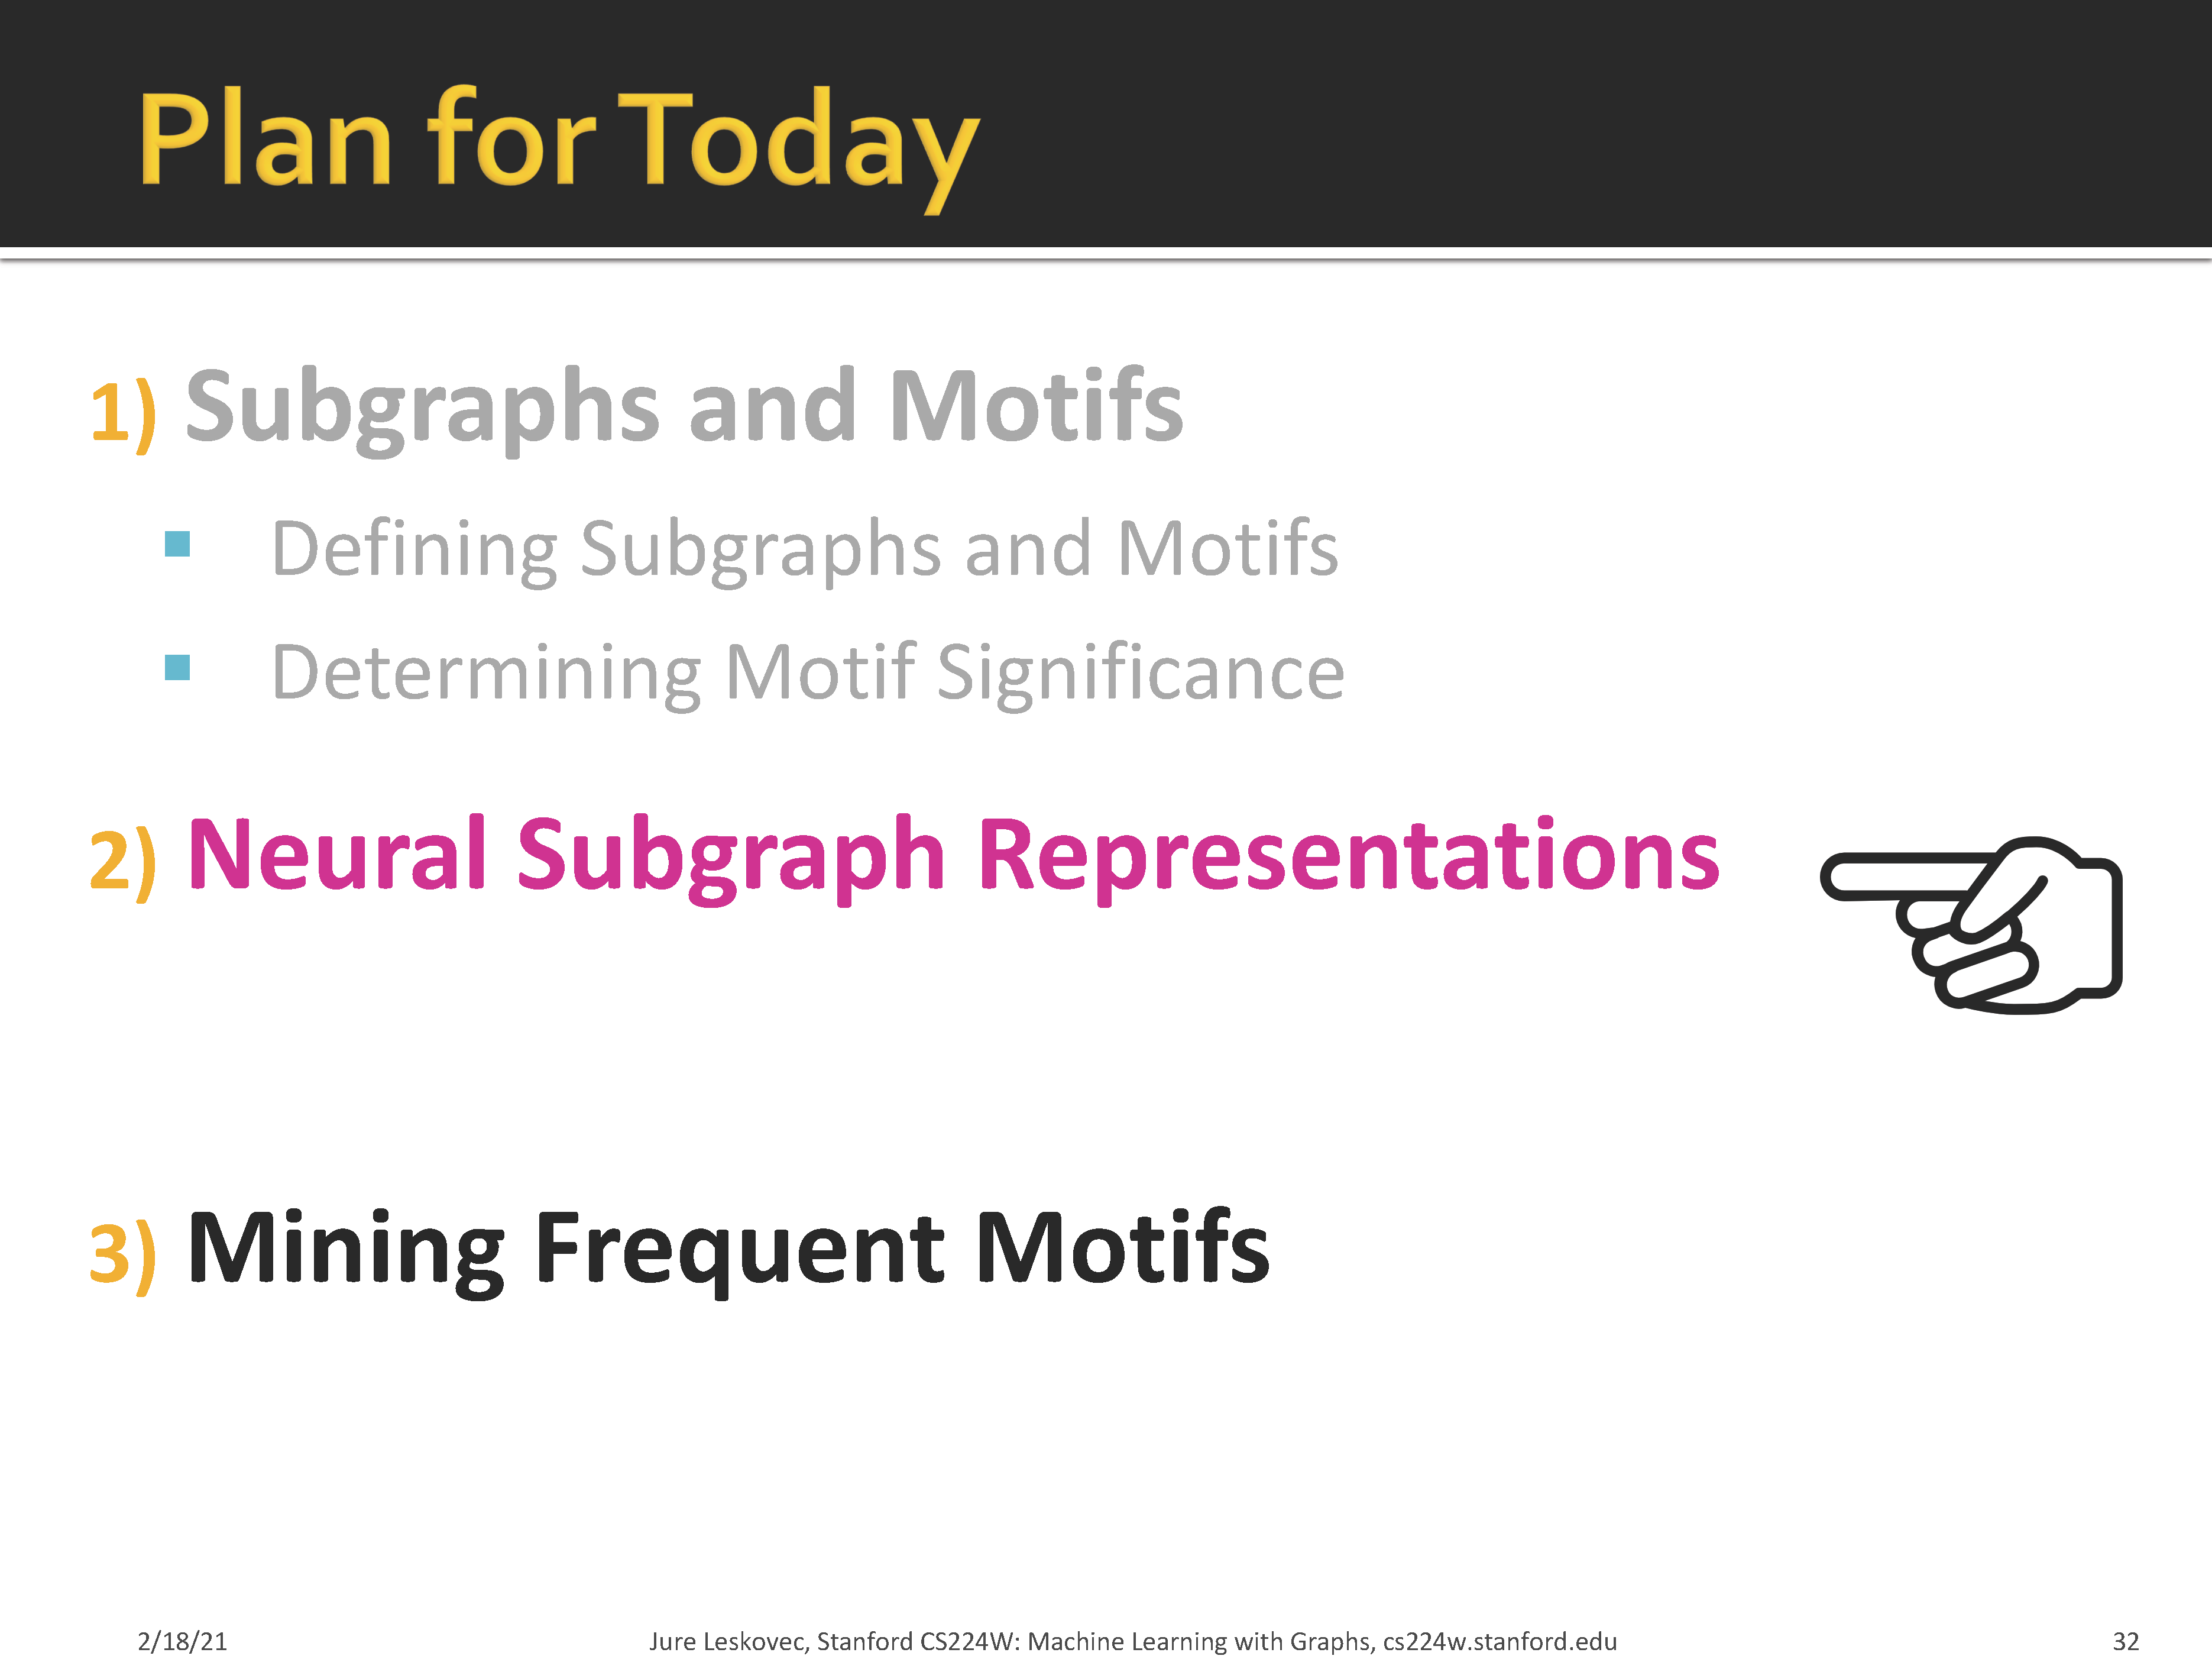 Plan for Today
1) Subgraphs and Motifs
▪ Defining Subgraphs and Motifs
▪ Determining Motif Significance
2) Neural Subgraph Representations
3) Mining Frequent Motifs
2/18/21
Jure Leskovec, Stanford CS224W: Machine Learning with Graphs, cs224w.stanford.edu
32